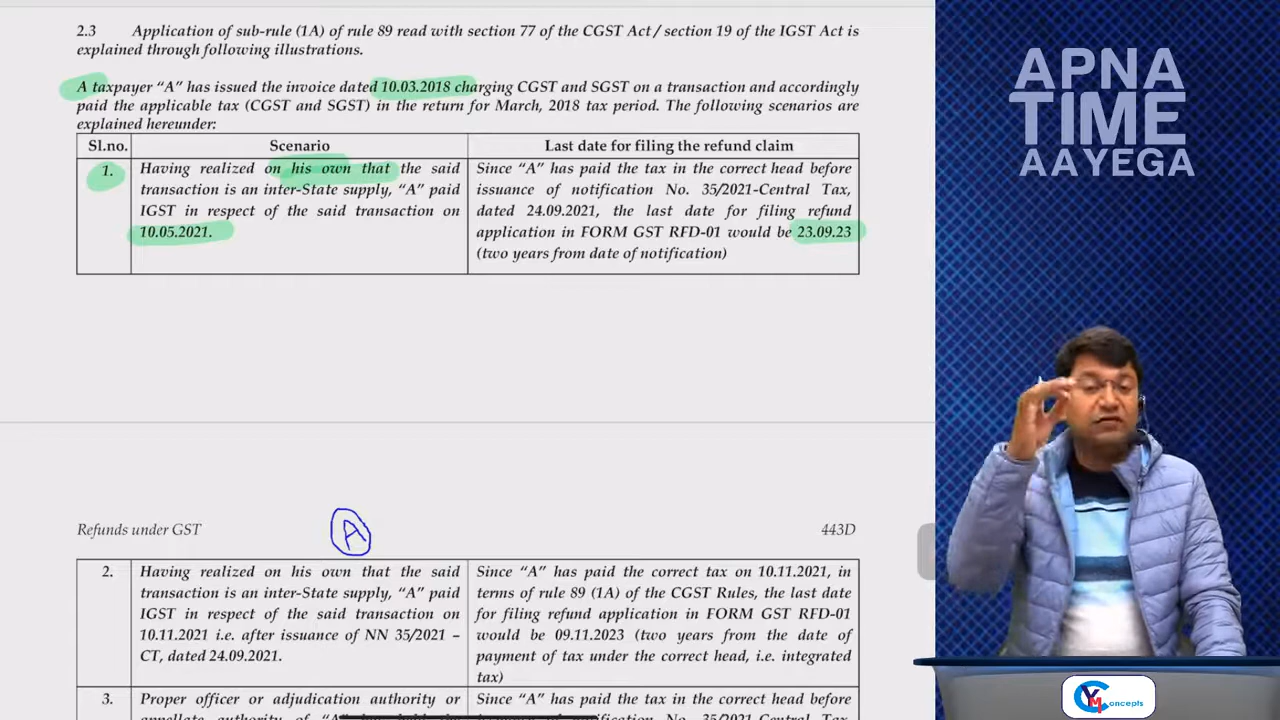 2.3 Application of sub-rule (1A) of rule 89 read with section 77 of the CGST Act / section 19 of the IGST Act is
explained through following illustrations.
A taxpayer “A” has issued the invoice dated 10.03.2018 charging CGST and SGST on a transaction and accordingly
paid the applicable tax (CGST and SGST) in the return for March, 2018 tax period. The following scenarios are
explained hereunder:
Sl.no. Scenario Last date for filing the refund claim
1.
Having realized on his own that the said
transaction is an inter-State supply, “A” paid
IGST in respect of the said transaction on
10.05.2021.
Since “A” has paid the tax in the correct head before
issuance of notification No. 35/2021-Central Tax,
dated 24.09.2021, the last date for filing refund
application in FORM GST RFD-01 would be 23.09.23
(two years from date of notification)
A
Refunds under GST 443D
2.
Having realized on his own that the said
transaction is an inter-State supply, “A” paid
IGST in respect of the said transaction on
10.11.2021 i.e. after issuance of NN 35/2021 –
CT, dated 24.09.2021.
Since “A” has paid the correct tax on 10.11.2021, in
terms of rule 89 (1A) of the CGST Rules, the last date
for filing refund application in FORM GST RFD-01
would be 09.11.2023 (two years from the date of
payment of tax under the correct head, i.e. integrated
tax)
3.
Proper officer or adjudication authority or
appellate authority of “A”
Since “A” has paid the tax in the correct head before
No. 35/2021-Central Tax,
APNA
TIME
AAYEGA
CYM
concepts